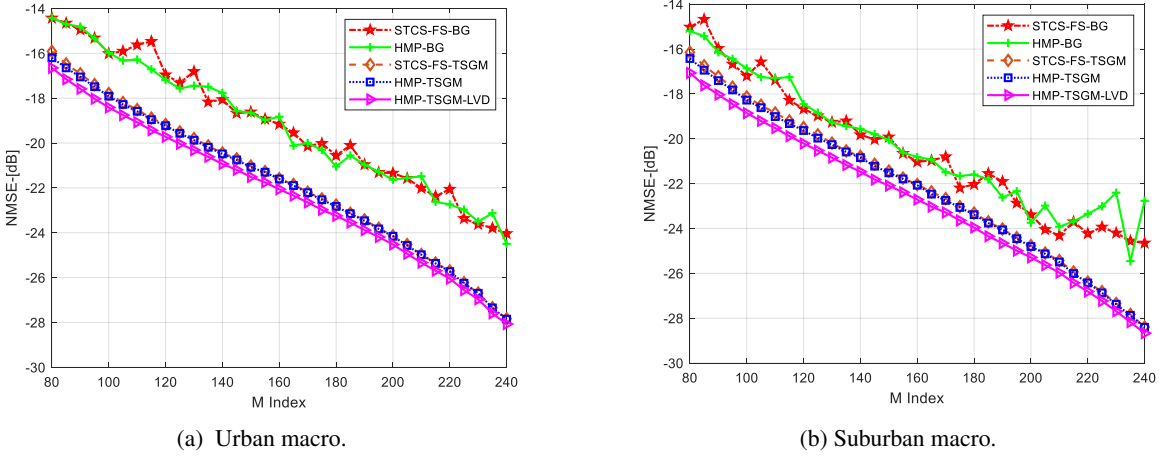 -14
-16
-18
-20
-22
-24
-26
-28
-30
NMSE-[dB]
80 100 120 140 160 180 200 220 240
M Index
STCS-FS-BG
HMP-BG
STCS-FS-TSGM
HMP-TSGM
HMP-TSGM-LVD
(a) Urban macro.
-14
-16
-18
-20
-22
-24
-26
-28
-30
NMSE-[dB]
80 100 120 140 160 180 200 220 240
M Index
STCS-FS-BG
HMP-BG
STCS-FS-TSGM
HMP-TSGM
HMP-TSGM-LVD
(b) Suburban macro.